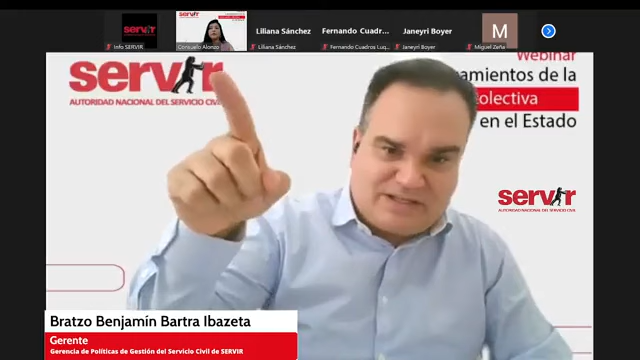 servir
Liliana Sánchez
Fernando Cuadr...
Janeyri Boyer
M
Info SERVIR
Consuelo Alonzo
Liliana Sánchez
Fernando Cuadros Luq...
Janeyri Boyer
Miguel Zeña
servir
AUTORIDAD NACIONAL DEL SERVICIO CIVIL
Webinar
amientos de la
Colectiva
en el Estado
servir
AUTORIDAD NACIONAL DEL SERVICIO CIVIL
Bratzo Benjamín Bartra Ibazeta
Gerente
Gerencia de Políticas de Gestión del Servicio Civil de SERVIR